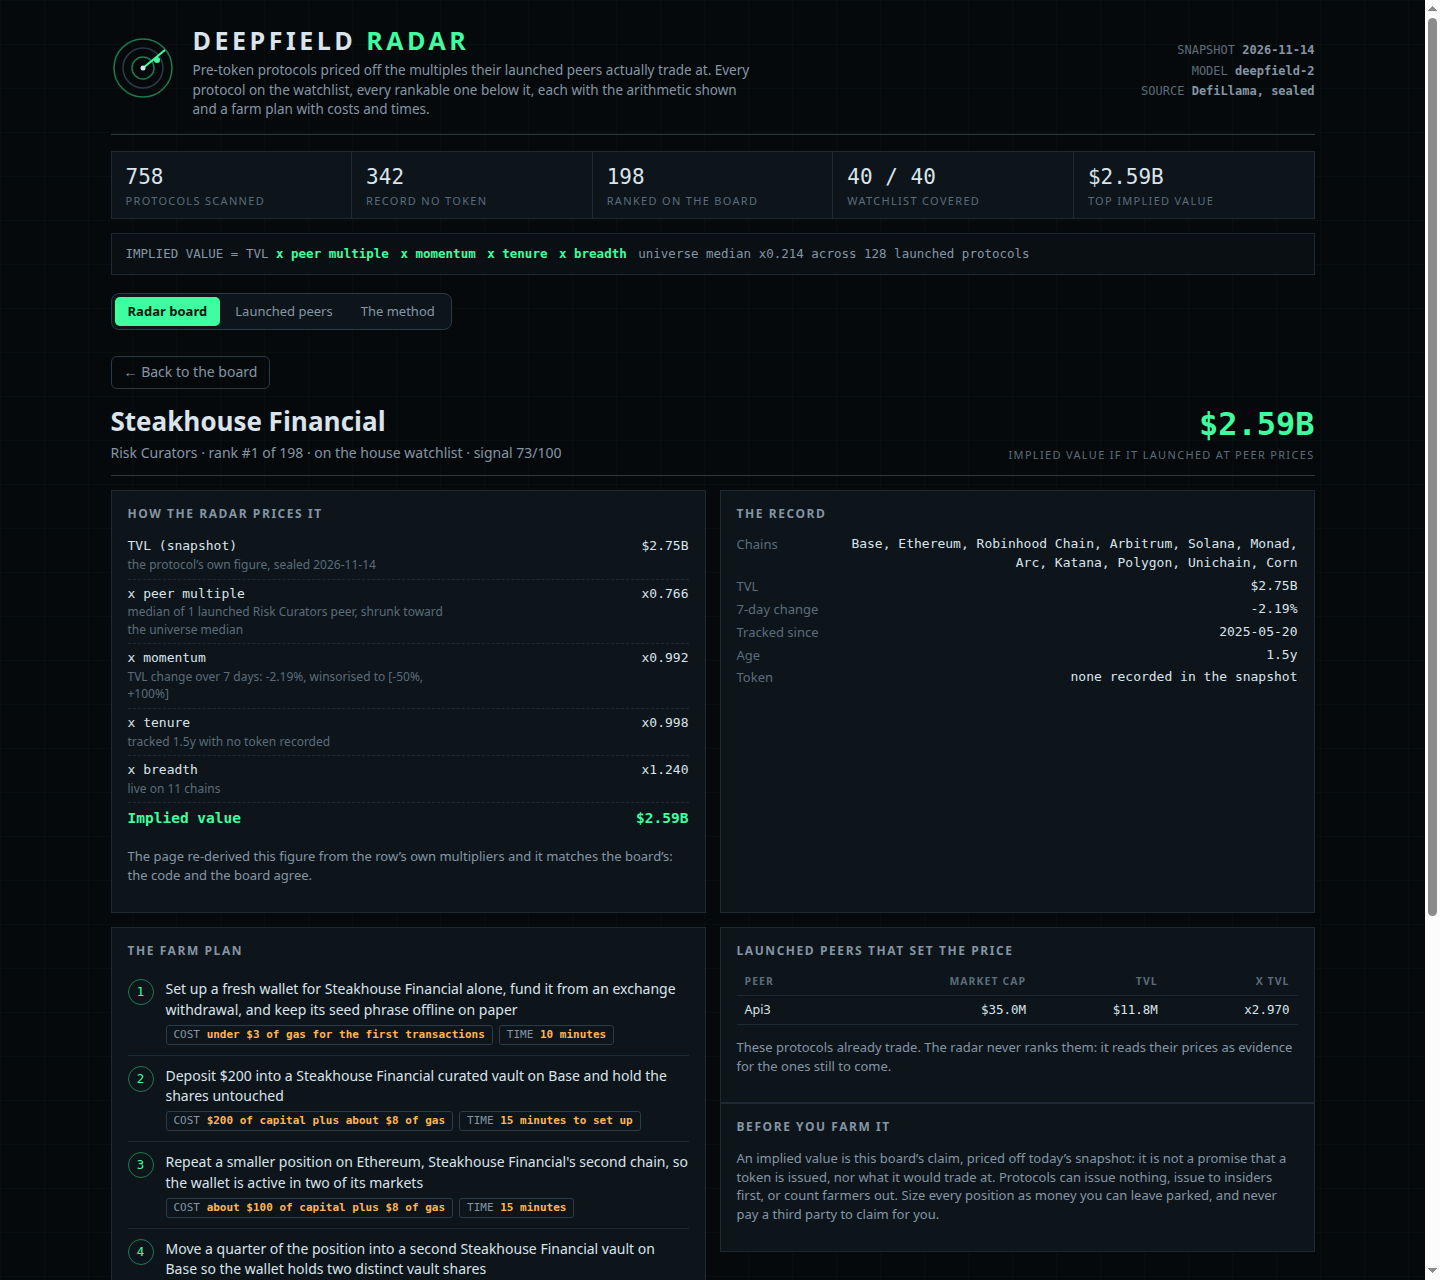 DEEPFIELD RADAR
Pre-token protocols priced off the multiples their launched peers actually trade at. Every
protocol on the watchlist, every rankable one below it, each with the arithmetic shown
and a farm plan with costs and times.
SNAPSHOT 2026-11-14
MODEL deepfield-2
SOURCE DefiLlama, sealed
758
PROTOCOLS SCANNED
342
RECORD NO TOKEN
198
RANKED ON THE BOARD
40 / 40
WATCHLIST COVERED
$2.59B
TOP IMPLIED VALUE
IMPLIED VALUE = TVL x peer multiple x momentum x tenure x breadth universe median x0.214 across 128 launched protocols
Radar board Launched peers The method
← Back to the board
Steakhouse Financial
Risk Curators · rank #1 of 198 · on the house watchlist · signal 73/100
$2.59B
IMPLIED VALUE IF IT LAUNCHED AT PEER PRICES
HOW THE RADAR PRICES IT
TVL (snapshot) $2.75B
the protocol's own figure, sealed 2026-11-14
x peer multiple x0.766
median of 1 launched Risk Curators peer, shrunk toward
the universe median
x momentum x0.992
TVL change over 7 days: -2.19%, winsorised to [-50%,
+100%]
x tenure x0.998
tracked 1.5y with no token recorded
x breadth x1.240
live on 11 chains
Implied value $2.59B
The page re-derived this figure from the row's own multipliers and it matches the board's:
the code and the board agree.
THE RECORD
Chains Base, Ethereum, Robinhood Chain, Arbitrum, Solana, Monad,
Arc, Katana, Polygon, Unichain, Corn
TVL $2.75B
7-day change -2.19%
Tracked since 2025-05-20
Age 1.5y
Token none recorded in the snapshot
THE FARM PLAN
1 Set up a fresh wallet for Steakhouse Financial alone, fund it from an exchange
withdrawal, and keep its seed phrase offline on paper
COST under $3 of gas for the first transactions TIME 10 minutes
2 Deposit $200 into a Steakhouse Financial curated vault on Base and hold the
shares untouched
COST $200 of capital plus about $8 of gas TIME 15 minutes to set up
3 Repeat a smaller position on Ethereum, Steakhouse Financial's second chain, so
the wallet is active in two of its markets
COST about $100 of capital plus $8 of gas TIME 15 minutes
4 Move a quarter of the position into a second Steakhouse Financial vault on
Base so the wallet holds two distinct vault shares
LAUNCHED PEERS THAT SET THE PRICE
PEER MARKET CAP TVL X TVL
Api3 $35.0M $11.8M x2.970
These protocols already trade. The radar never ranks them: it reads their prices as evidence
for the ones still to come.
BEFORE YOU FARM IT
An implied value is this board's claim, priced off today's snapshot: it is not a promise that a
token is issued, nor what it would trade at. Protocols can issue nothing, issue to insiders
first, or count farmers out. Size every position as money you can leave parked, and never
pay a third party to claim for you.